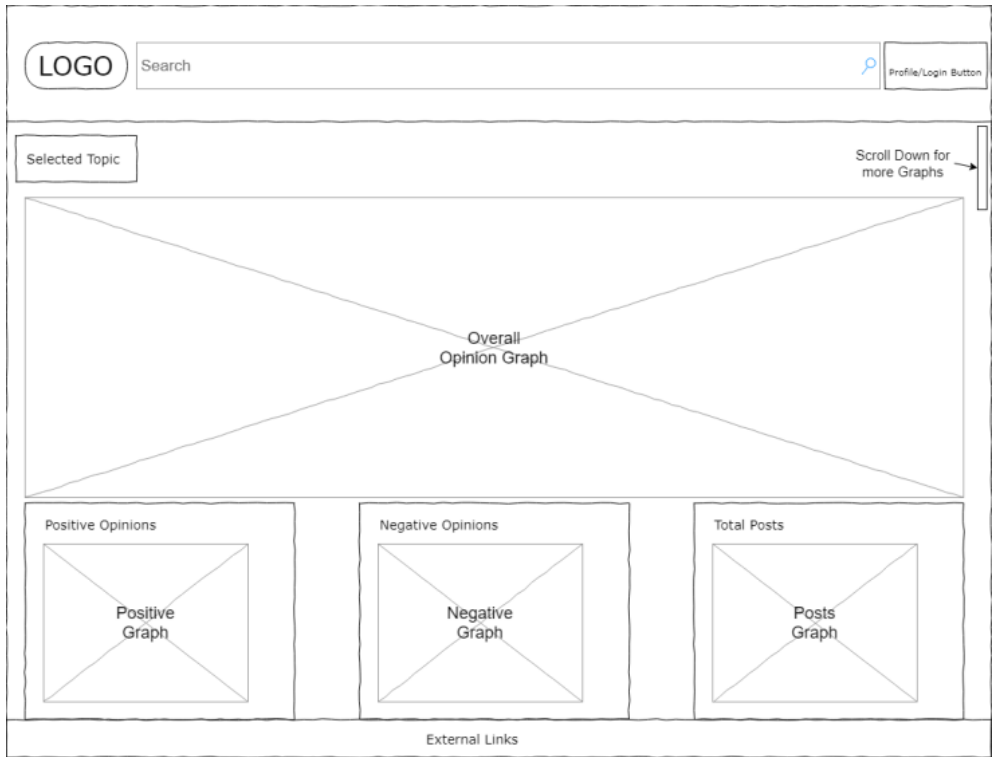 LOGO
Search
Profile/Login Button
Selected Topic
Scroll Down for
more Graphs
Overall
Opinion Graph
Positive Opinions
Negative Opinions
Total Posts
Positive
Graph
Negative
Graph
Posts
Graph
External Links